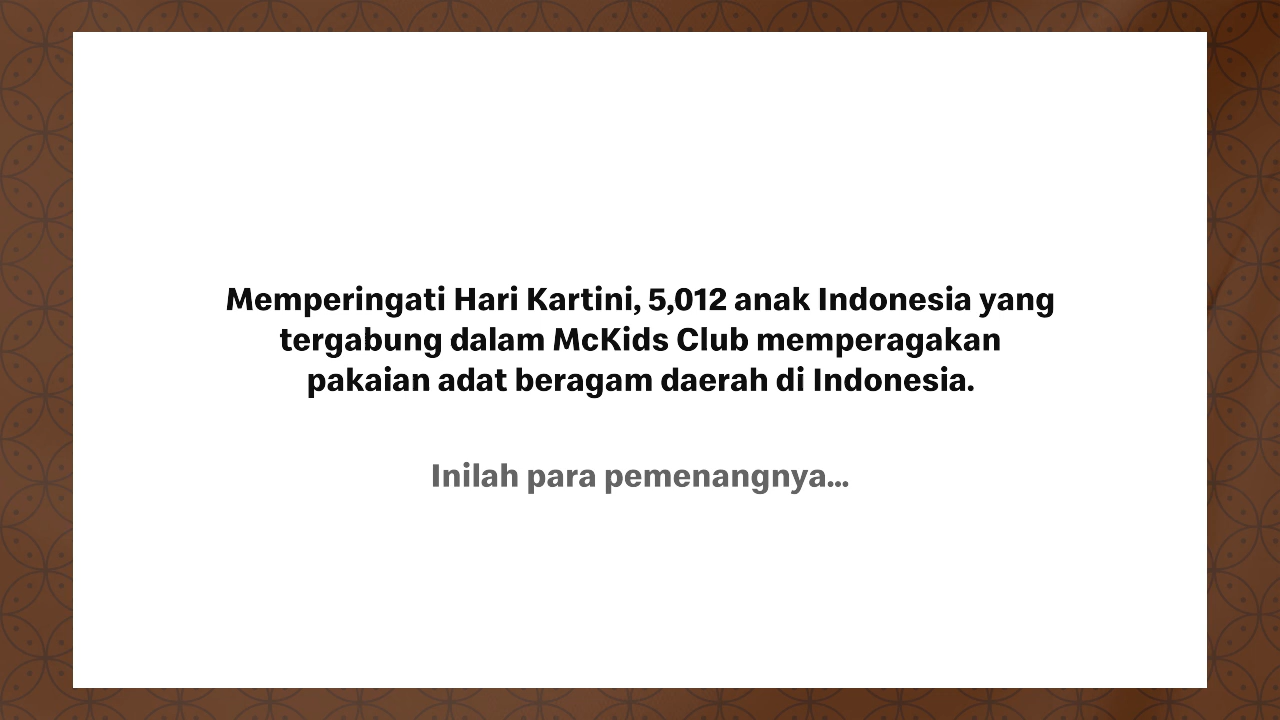 Memperingati Hari Kartini, 5,012 anak Indonesia yang
tergabung dalam McKids Club memperagakan
pakaian adat beragam daerah di Indonesia.
Inilah para pemenangnya...